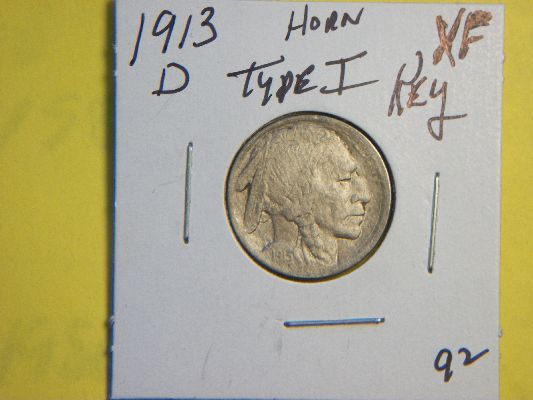 1913 HORN XF
D TYPE I KEY
92